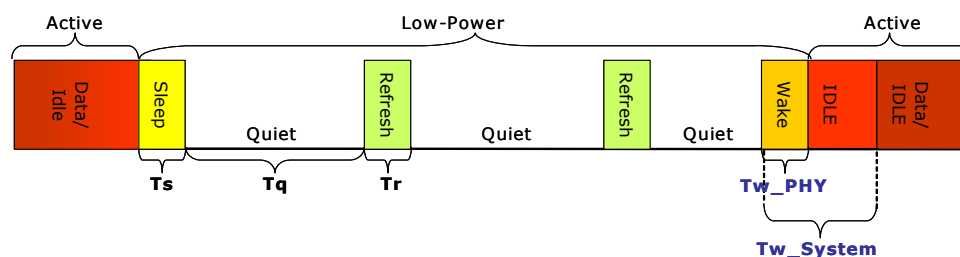 Active
Low-Power
Active
Data/
Idle
Sleep
Quiet
Refresh
Quiet
Refresh
Quiet
Wake
IDLE
Data/
IDLE
Ts
Tq
Tr
Tw_PHY
Tw_System